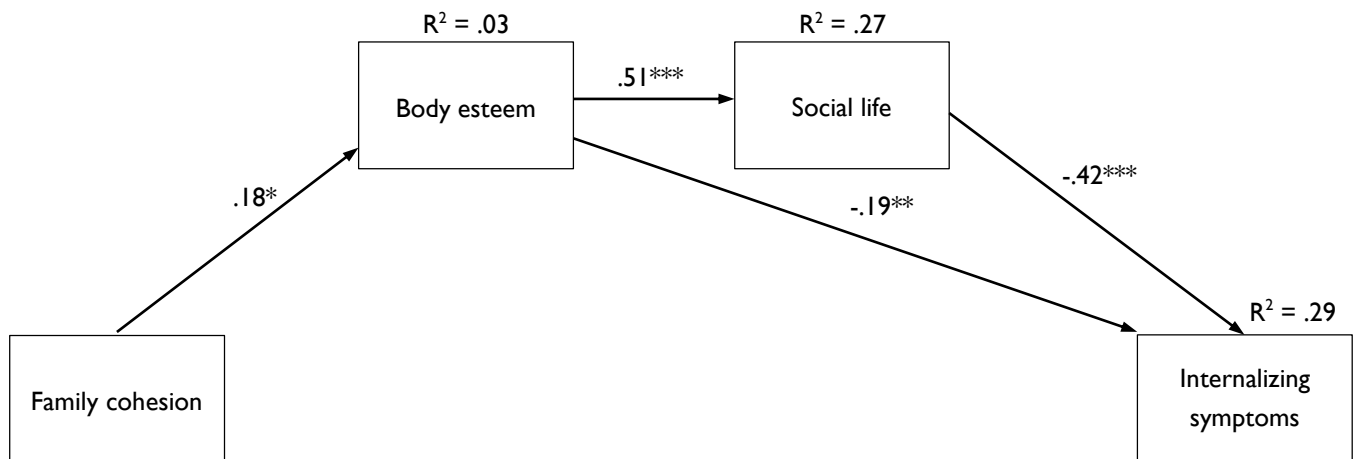 R² = .03
R² = .27
Body esteem
.51***
Social life
.18*
-.19**
-.42***
R² = .29
Family cohesion
Internalizing
symptoms